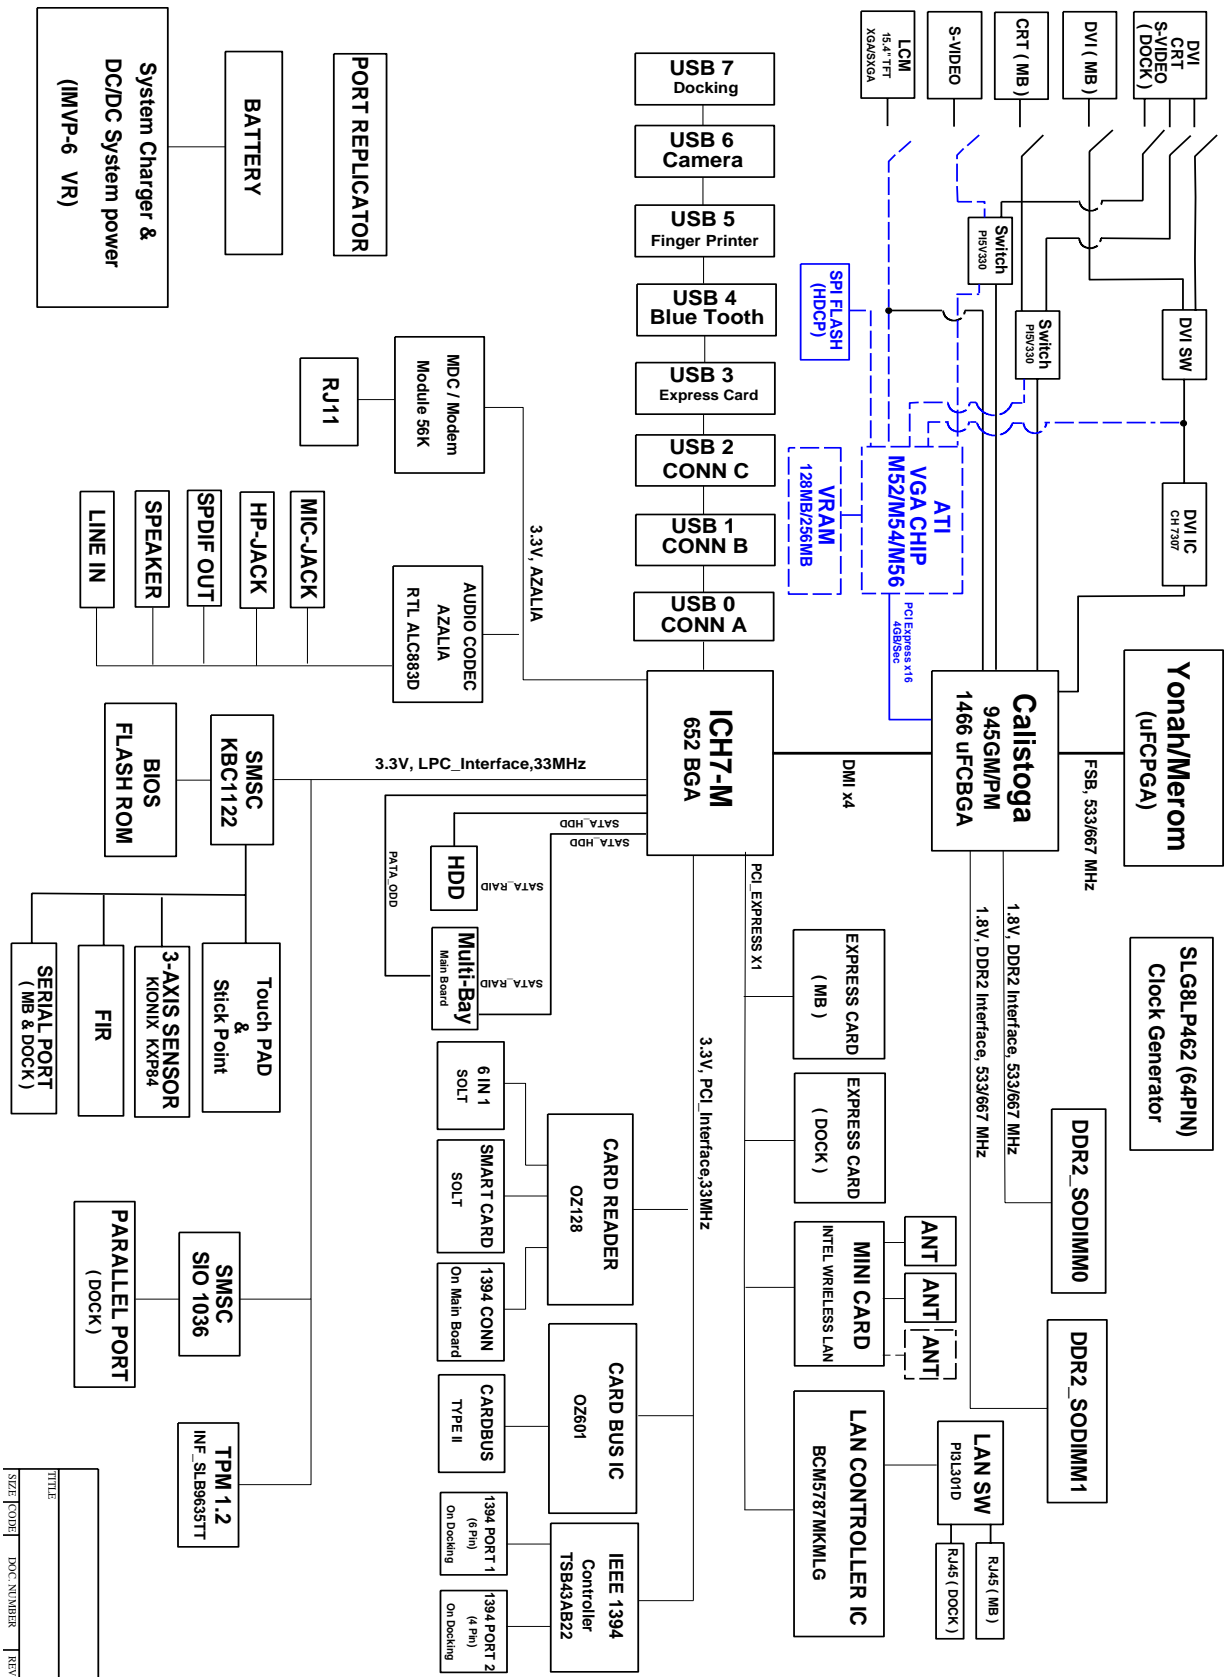 DVI
CRT
S-VIDEO
( DOCK )
DVI ( MB )
CRT ( MB )
S-VIDEO
LCM
15.4" TFT
XGA/SXGA
DVI SW
Switch
PI5V330
Switch
PI5V330
DVI IC
CH 7307
SPI FLASH
(HDCP)
ATI
VGA CHIP
M52/M54/M56
VRAM
128MB/256MB
PCI Express x16
4GB/Sec
Yonah/Merom
(uFCPGA)
FSB, 533/667 MHz
Calistoga
945GM/PM
1466 uFCBGA
DMI x4
SLG8LP462 (64PIN)
Clock Generator
1.8V, DDR2 Interface, 533/667 MHz
1.8V, DDR2 Interface, 533/667 MHz
DDR2_SODIMM0
DDR2_SODIMM1
USB 7
Docking
USB 6
Camera
USB 5
Finger Printer
USB 4
Blue Tooth
USB 3
Express Card
USB 2
CONN C
USB 1
CONN B
USB 0
CONN A
ICH7-M
652 BGA
PCI_EXPRESS X1
EXPRESS CARD
( MB )
EXPRESS CARD
( DOCK )
MINI CARD
INTEL WRIELESS LAN
ANT
ANT
ANT
LAN CONTROLLER IC
BCM5787MKMLG
LAN SW
PI3L301D
RJ45 ( MB )
RJ45 ( DOCK )
3.3V, PCI_Interface,33MHz
CARD READER
OZ128
6 IN 1
SOLT
SMART CARD
SOLT
1394 CONN
On Main Board
CARD BUS IC
OZ601
CARDBUS
TYPE II
IEEE 1394
Controller
TSB43AB22
1394 PORT 1
(6 Pin)
On Docking
1394 PORT 2
(4 Pin)
On Docking
SATA_HDD
SATA_HDD
SATA_RAID
SATA_RAID
PATA_ODD
HDD
Multi-Bay
Main Board
PORT REPLICATOR
BATTERY
System Charger &
DC/DC System power
(IMVP-6 VR)
MDC / Modem
Module 56K
RJ11
3.3V, AZALIA
AUDIO CODEC
AZALIA
RTL ALC883D
MIC-JACK
HP-JACK
SPDIF OUT
SPEAKER
LINE IN
3.3V, LPC_Interface,33MHz
SMSC
KBC1122
BIOS
FLASH ROM
Touch PAD
&
Stick Point
3-AXIS SENSOR
KIONIX KXP84
FIR
SERIAL PORT
( MB & DOCK )
SMSC
SIO 1036
PARALLEL PORT
( DOCK )
TPM 1.2
INF_SLB9635TT
TITLE
SIZE CODE DOC. NUMBER REV